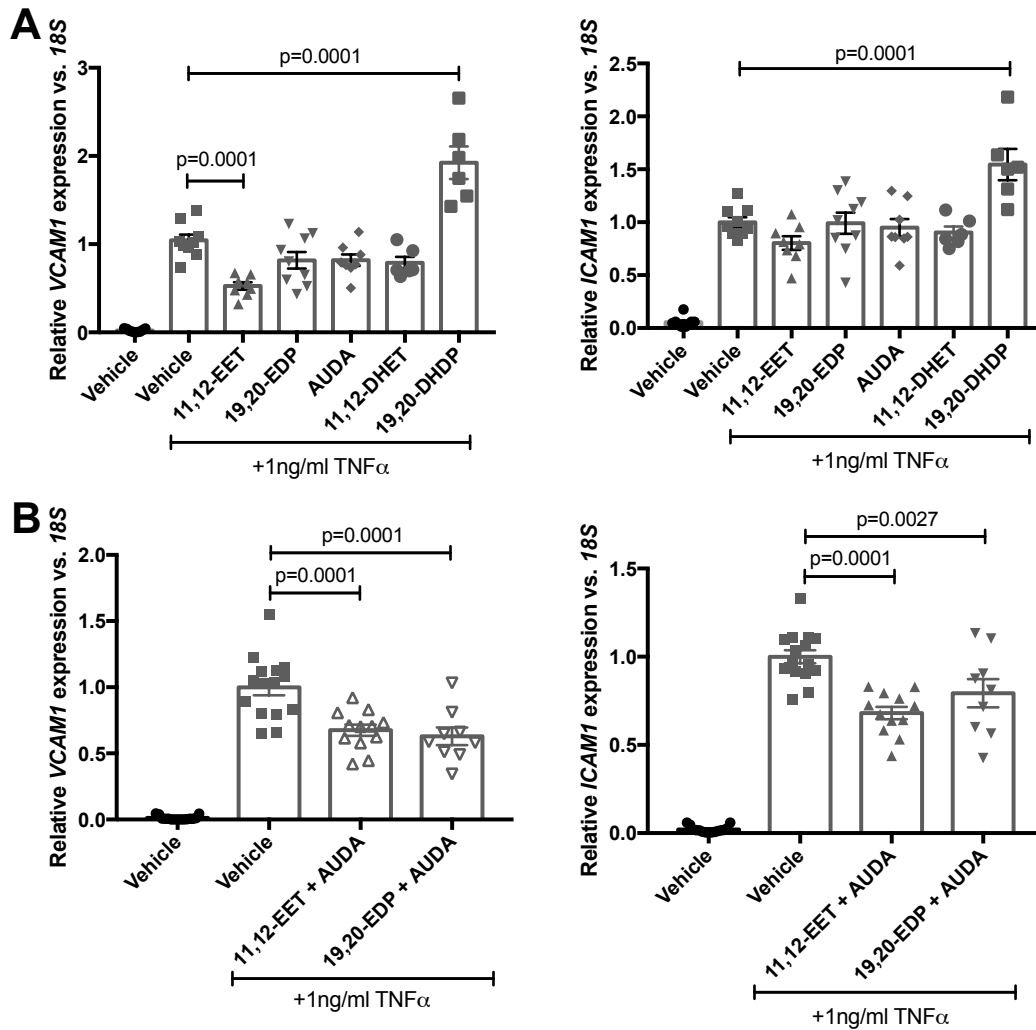 A
Relative VCAM1 expression vs. 18S
3
2
1
0
p=0.0001
p=0.0001
Vehicle
Vehicle
11,12-EET
19,20-EDP
AUDA
11,12-DHET
19,20-DHDP
+1ng/ml TNFα
Relative ICAM1 expression vs. 18S
2.5
2.0
1.5
1.0
0.5
0.0
p=0.0001
Vehicle
Vehicle
11,12-EET
19,20-EDP
AUDA
11,12-DHET
19,20-DHDP
+1ng/ml TNFα
B
Relative VCAM1 expression vs. 18S
2.0
1.5
1.0
0.5
0.0
p=0.0001
p=0.0001
Vehicle
Vehicle
11,12-EET + AUDA
19,20-EDP + AUDA
+1ng/ml TNFα
Relative ICAM1 expression vs. 18S
1.5
1.0
0.5
0.0
p=0.0027
p=0.0001
Vehicle
Vehicle
11,12-EET + AUDA
19,20-EDP + AUDA
+1ng/ml TNFα